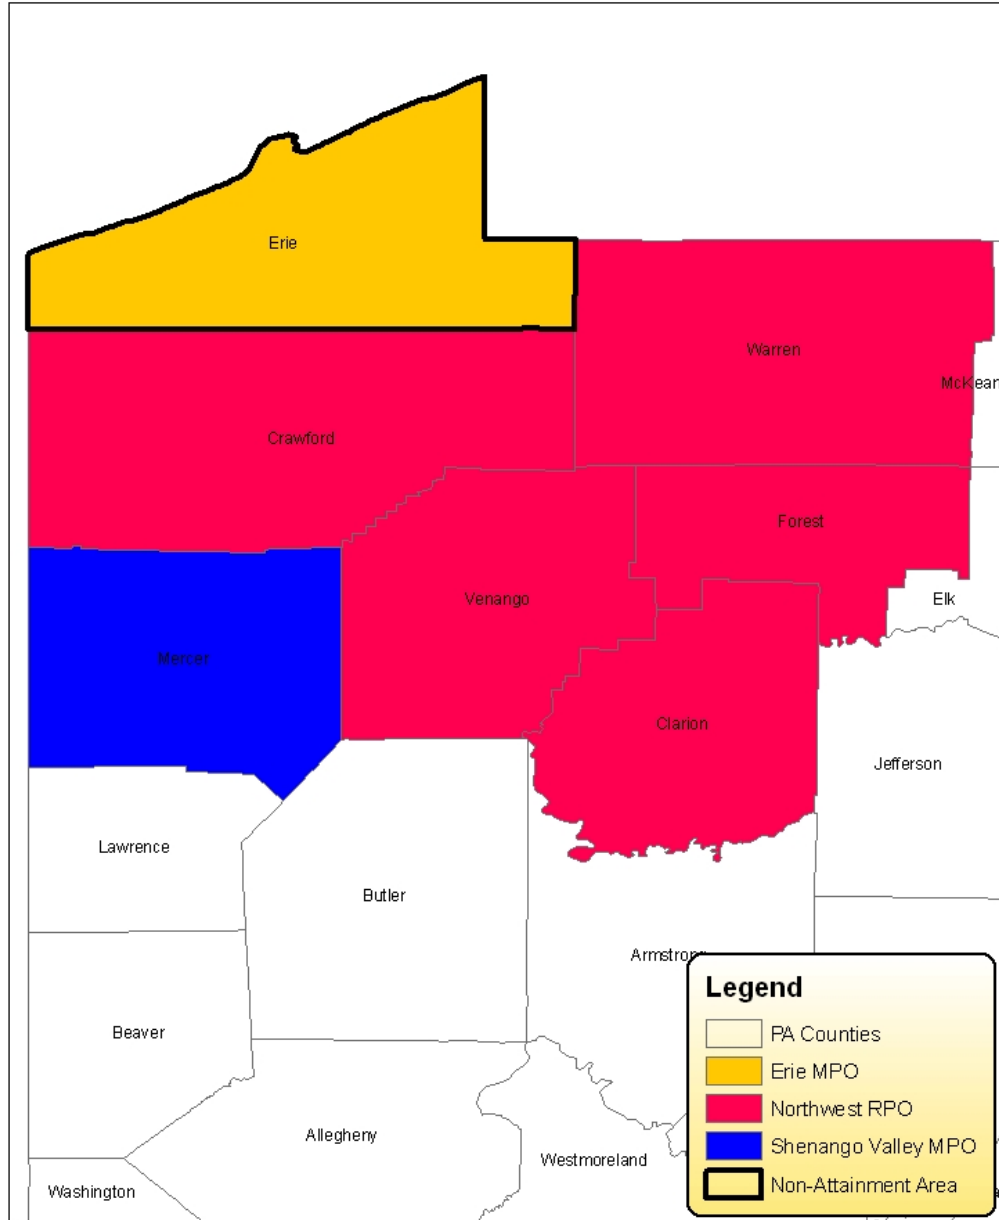 Erie
Warren
McKean
Crawford
Forest
Venango
Elk
Mercer
Clarion
Jefferson
Lawrence
Butler
Armstrong
Beaver
Allegheny
Westmoreland
Washington
Legend
PA Counties
Erie MPO
Northwest RPO
Shenango Valley MPO
Non-Attainment Area